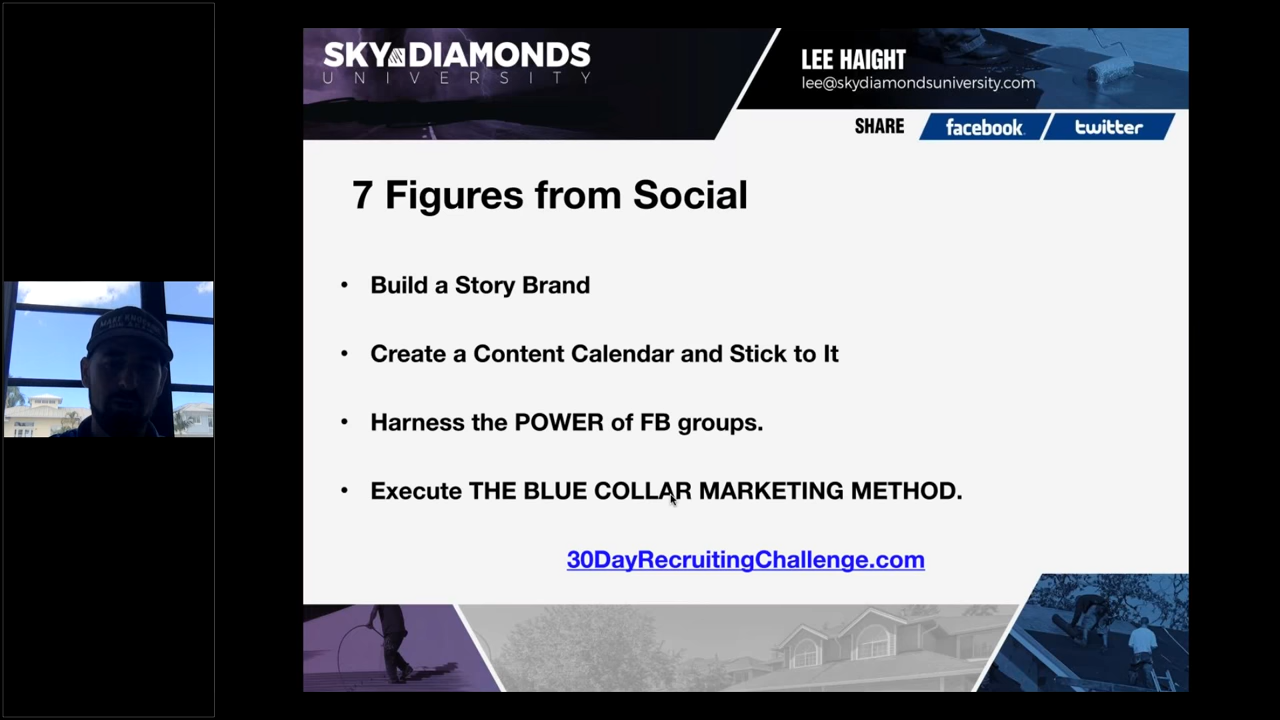 SKY DIAMONDS
UNIVERSITY
LEE HAIGHT
lee@skydiamondsuniversity.com
SHARE facebook twitter
7 Figures from Social
• Build a Story Brand
• Create a Content Calendar and Stick to It
• Harness the POWER of FB groups.
• Execute THE BLUE COLLAR MARKETING METHOD.
30DayRecruitingChallenge.com